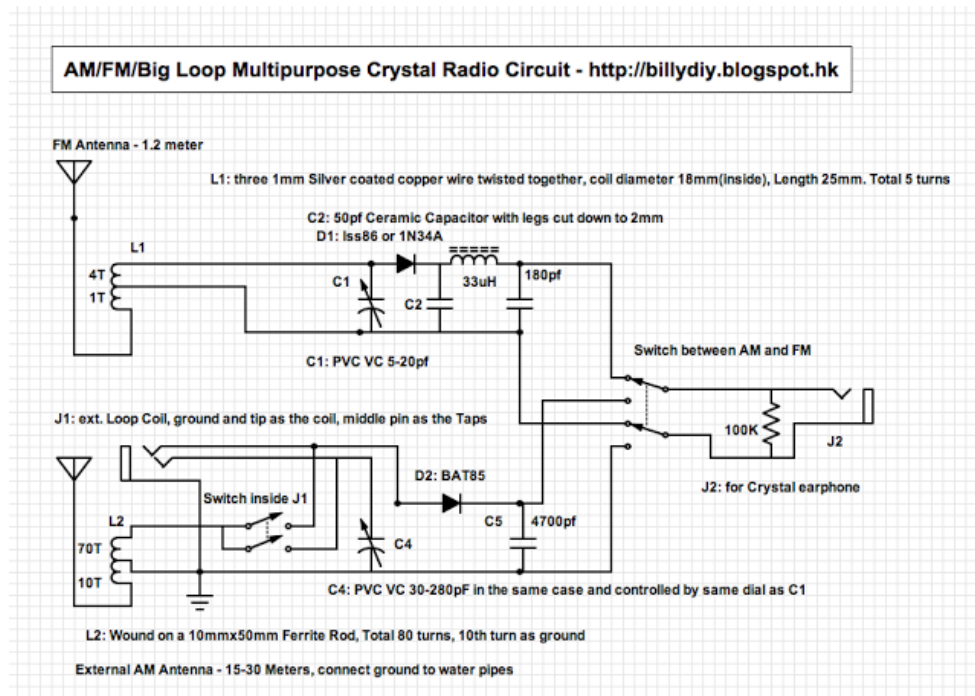 AM/FM/Big Loop Multipurpose Crystal Radio Circuit - http://billydiy.blogspot.hk
FM Antenna - 1.2 meter
L1: three 1mm Silver coated copper wire twisted together, coil diameter 18mm(inside), Length 25mm. Total 5 turns
C2: 50pf Ceramic Capacitor with legs cut down to 2mm
D1: Iss86 or 1N34A
L1
4T
1T
C1
C2
33uH
180pf
C1: PVC VC 5-20pf
Switch between AM and FM
J1: ext. Loop Coil, ground and tip as the coil, middle pin as the Taps
100K
J2
J2: for Crystal earphone
D2: BAT85
Switch inside J1
L2
70T
10T
C4
C5
4700pf
C4: PVC VC 30-280pF in the same case and controlled by same dial as C1
L2: Wound on a 10mmx50mm Ferrite Rod, Total 80 turns, 10th turn as ground
External AM Antenna - 15-30 Meters, connect ground to water pipes